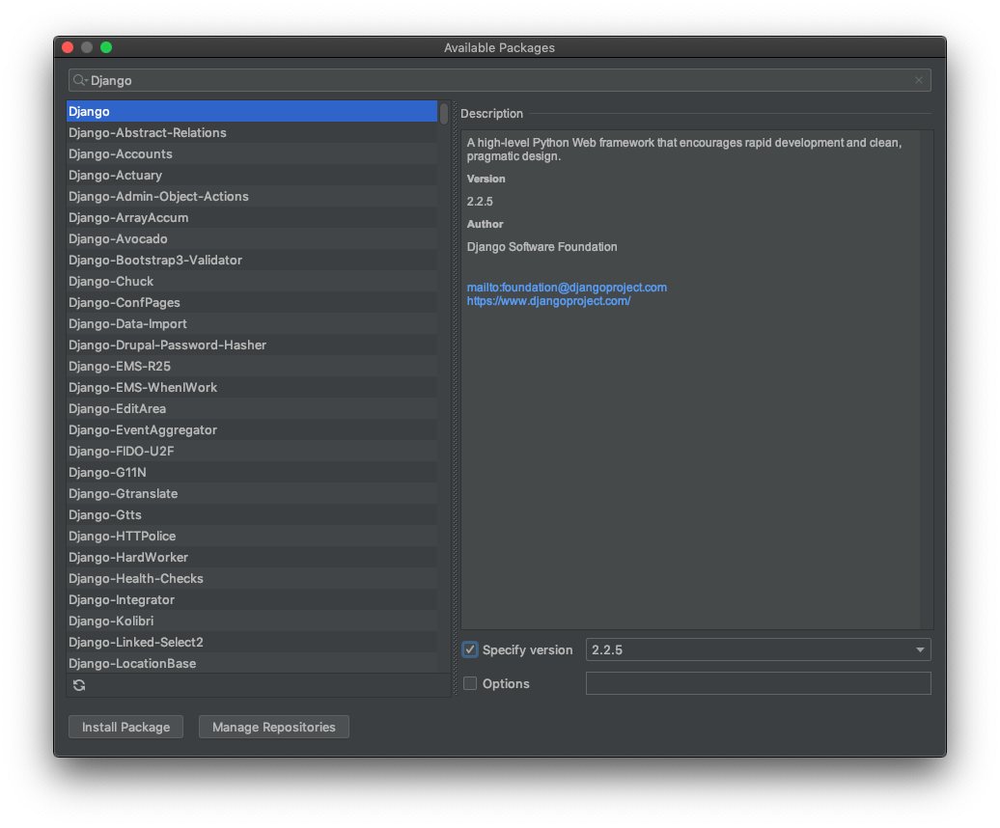 Available Packages
Django
Django
Django-Abstract-Relations
Django-Accounts
Django-Actuary
Django-Admin-Object-Actions
Django-ArrayAccum
Django-Avocado
Django-Bootstrap3-Validator
Django-Chuck
Django-ConfPages
Django-Data-Import
Django-Drupal-Password-Hasher
Django-EMS-R25
Django-EMS-WhenIWork
Django-EditArea
Django-EventAggregator
Django-FIDO-U2F
Django-G11N
Django-Gtranslate
Django-Gtts
Django-HTTPolice
Django-HardWorker
Django-Health-Checks
Django-Integrator
Django-Kolibri
Django-Linked-Select2
Django-LocationBase
Description
A high-level Python Web framework that encourages rapid development and clean,
pragmatic design.
Version
2.2.5
Author
Django Software Foundation
mailto:foundation@djangoproject.com
https://www.djangoproject.com/
Specify version
2.2.5
Options
Install Package
Manage Repositories